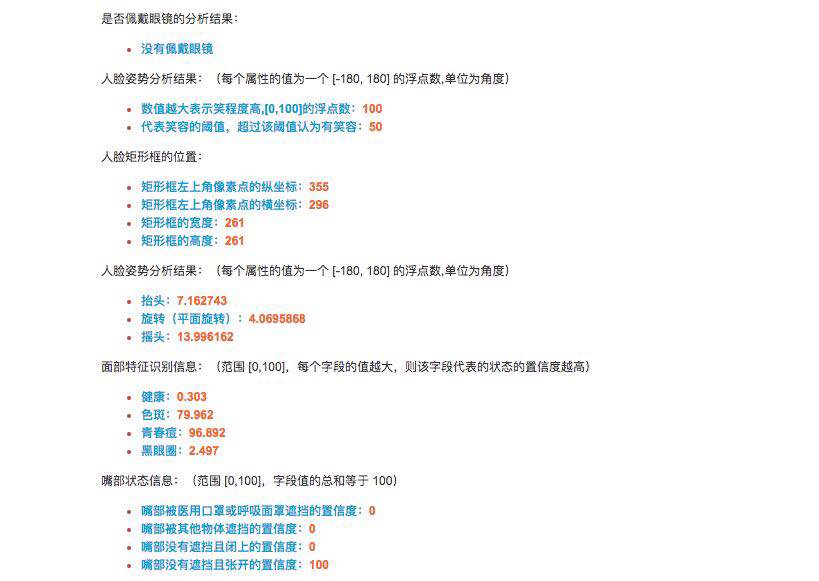 是否佩戴眼镜的分析结果：
没有佩戴眼镜
人脸姿势分析结果：（每个属性的值为一个 [-180, 180] 的浮点数,单位为角度）
数值越大表示笑程度高,[0,100]的浮点数：100
代表笑容的阈值，超过该阈值认为有笑容：50
人脸矩形框的位置：
矩形框左上角像素点的纵坐标：355
矩形框左上角像素点的横坐标：296
矩形框的宽度：261
矩形框的高度：261
人脸姿势分析结果：（每个属性的值为一个 [-180, 180] 的浮点数,单位为角度）
抬头：7.162743
旋转（平面旋转）：4.0695868
摇头：13.996162
面部特征识别信息：（范围 [0,100]，每个字段的值越大，则该字段代表的状态的置信度越高）
健康：0.303
色斑：79.962
青春痘：96.892
黑眼圈：2.497
嘴部状态信息：（范围 [0,100]，字段值的总和等于 100）
嘴部被医用口罩或呼吸面罩遮挡的置信度：0
嘴部被其他物体遮挡的置信度：0
嘴部没有遮挡且闭上的置信度：0
嘴部没有遮挡且张开的置信度：100